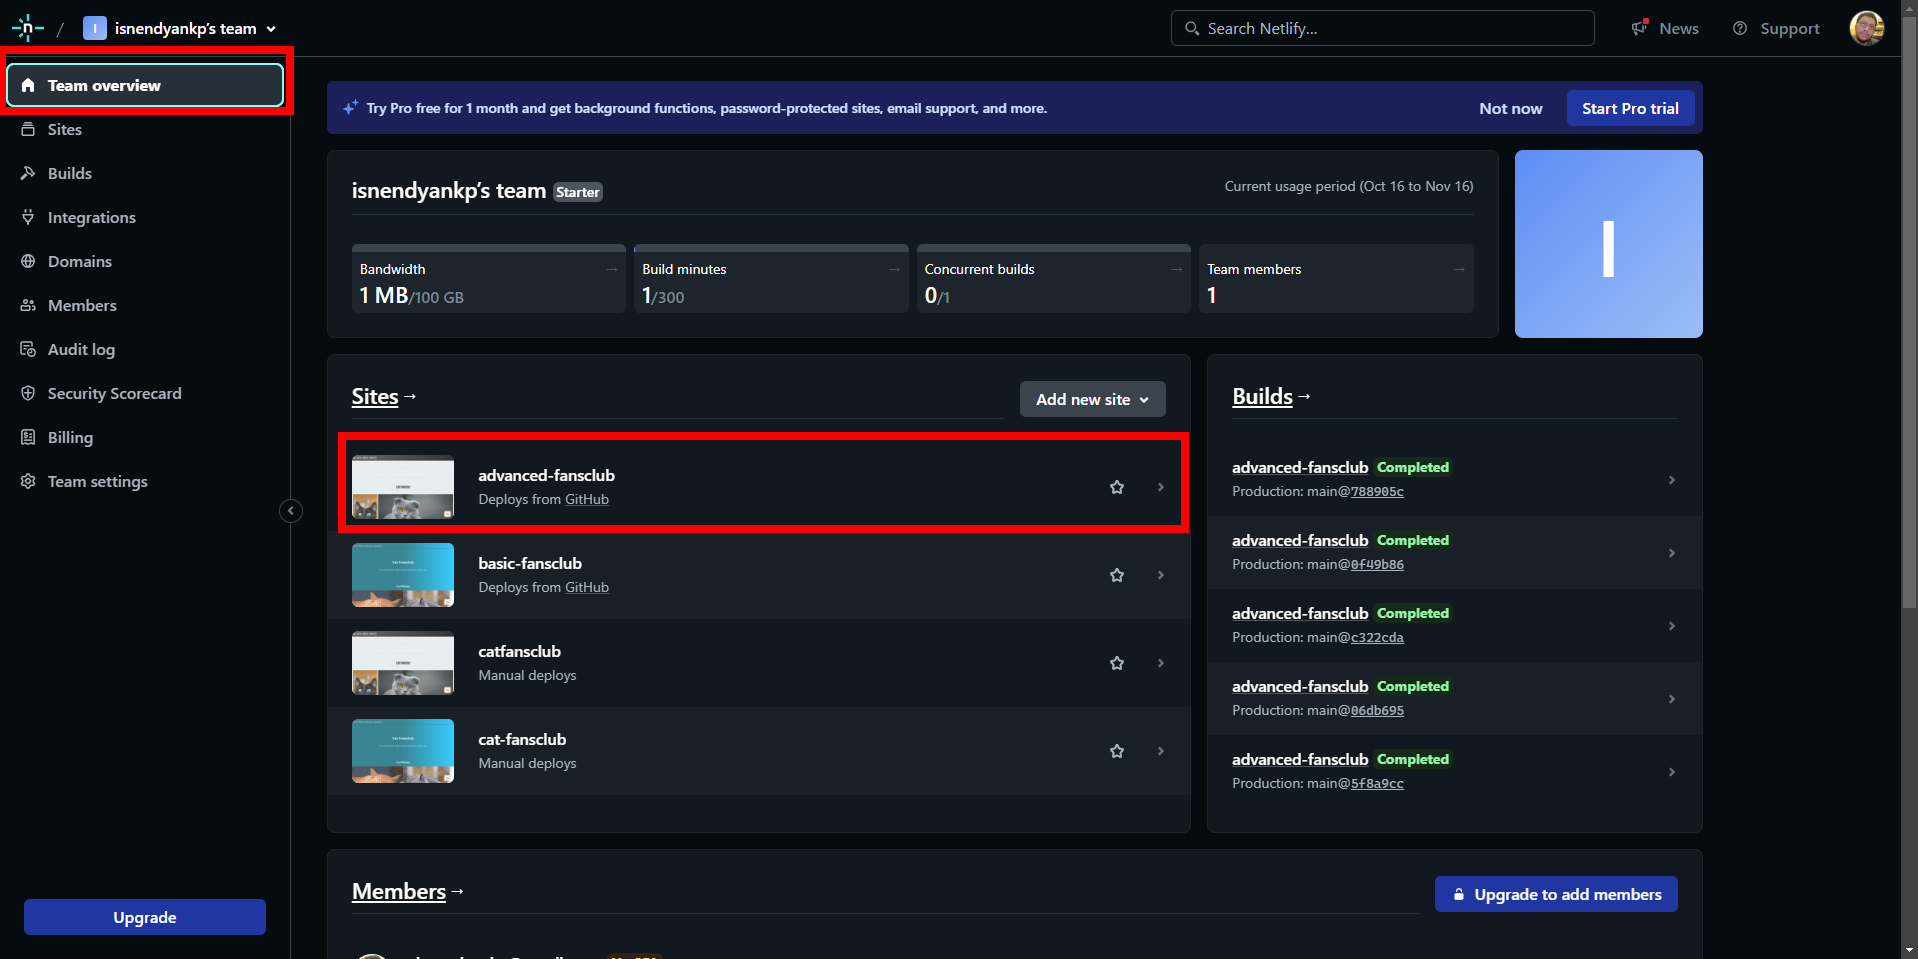 / I isnendyankp's team
Search Netlify...
News
Support
Team overview
Sites
Builds
Integrations
Domains
Members
Audit log
Security Scorecard
Billing
Team settings
Upgrade
Try Pro free for 1 month and get background functions, password-protected sites, email support, and more.
Not now
Start Pro trial
isnendyankp's team Starter
Current usage period (Oct 16 to Nov 16)
I
Bandwidth →
1 MB/100 GB
Build minutes →
1/300
Concurrent builds →
0/1
Team members →
1
Sites →
Add new site
advanced-fansclub
Deploys from GitHub
basic-fansclub
Deploys from GitHub
catfansclub
Manual deploys
cat-fansclub
Manual deploys
Builds →
advanced-fansclub Completed
Production: main@788905c
advanced-fansclub Completed
Production: main@0f49b86
advanced-fansclub Completed
Production: main@c322cda
advanced-fansclub Completed
Production: main@06db695
advanced-fansclub Completed
Production: main@5f8a9cc
Members →
Upgrade to add members